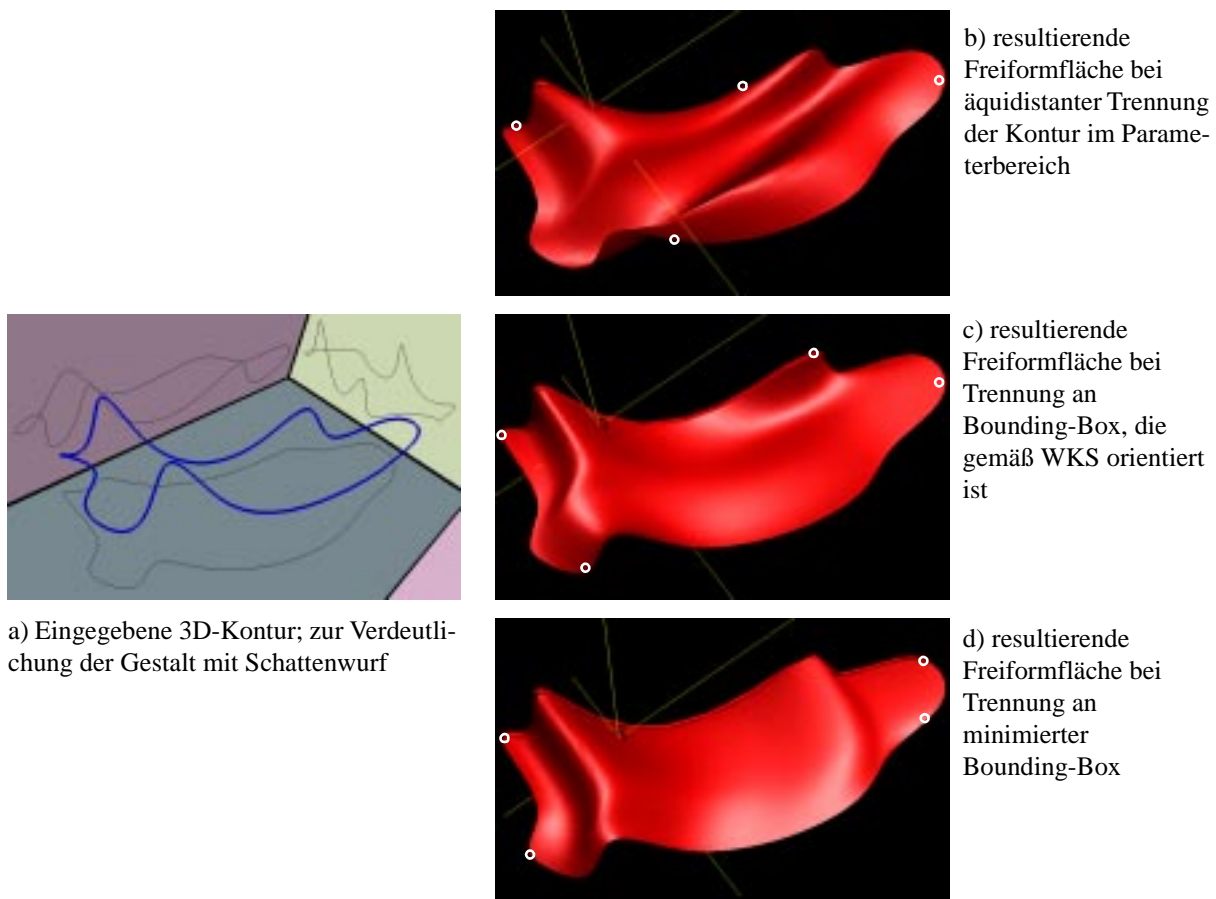 b) resultierende
Freiformfläche bei
äquidistanter Trennung
der Kontur im Parame-
terbereich
c) resultierende
Freiformfläche bei
Trennung an
Bounding-Box, die
gemäß WKS orientiert
ist
a) Eingegebene 3D-Kontur; zur Verdeutli-
chung der Gestalt mit Schattenwurf
d) resultierende
Freiformfläche bei
Trennung an
minimierter
Bounding-Box